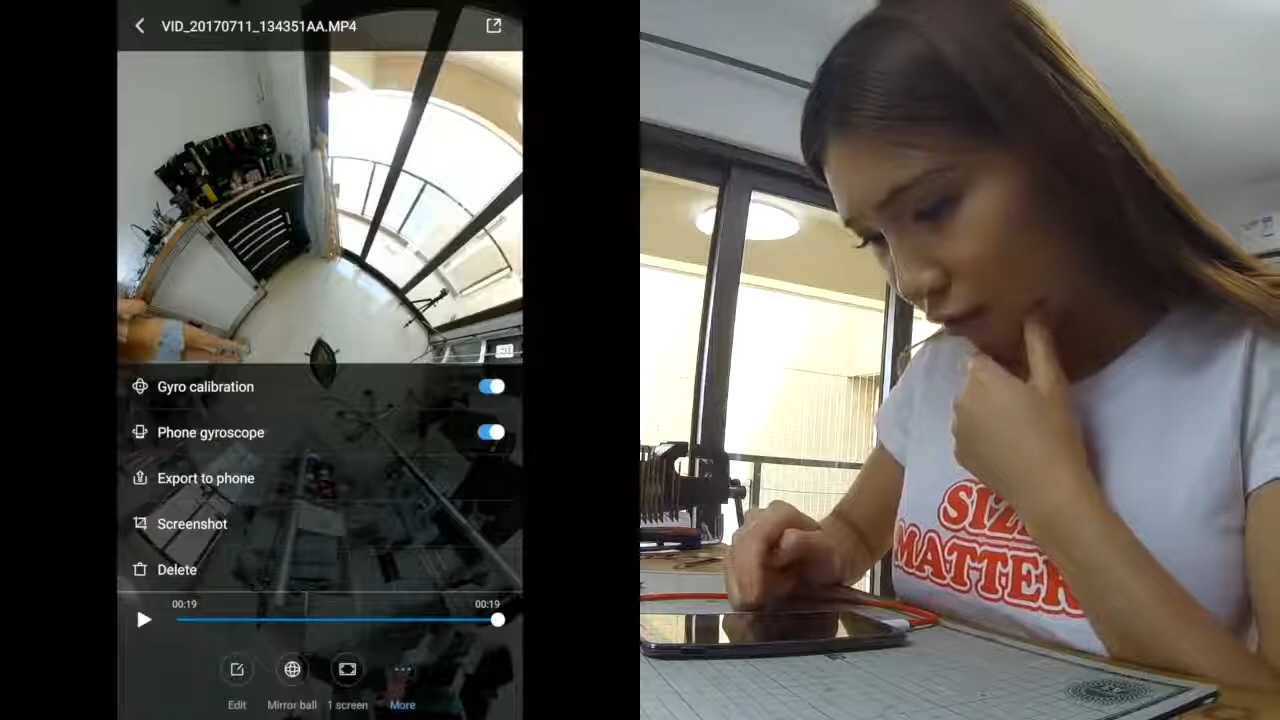 VID_20170711_134351AA.MP4
Gyro calibration
Phone gyroscope
Export to phone
Screenshot
Delete
00:19 00:19
Edit Mirror ball 1 screen More
MATTER